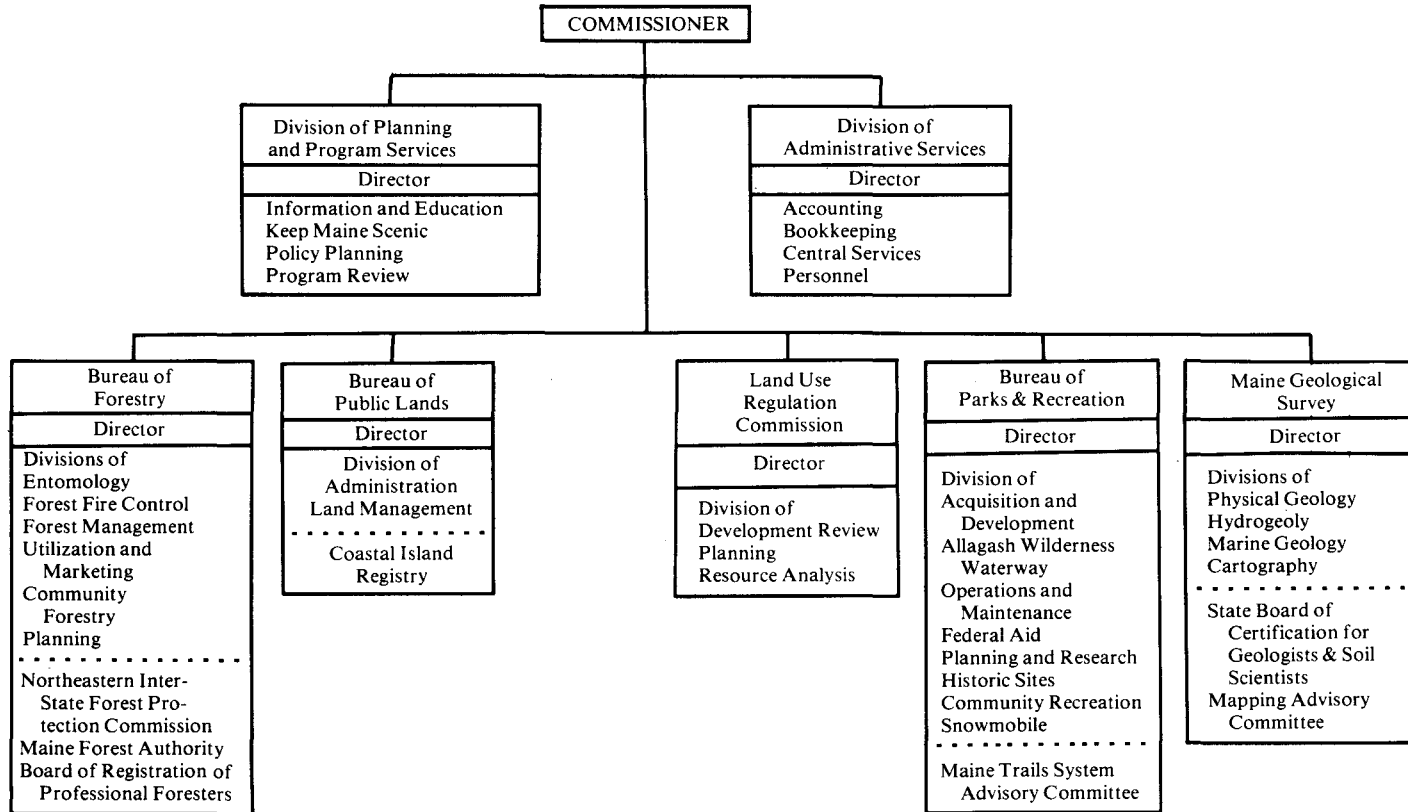 COMMISSIONER
Division of Planning
and Program Services
Director
Information and Education
Keep Maine Scenic
Policy Planning
Program Review
Division of
Administrative Services
Director
Accounting
Bookkeeping
Central Services
Personnel
Bureau of
Forestry
Director
Divisions of
Entomology
Forest Fire Control
Forest Management
Utilization and
Marketing
Community
Forestry
Planning
Northeastern Inter-
State Forest Pro-
tection Commission
Maine Forest Authority
Board of Registration of
Professional Foresters
Bureau of
Public Lands
Director
Division of
Administration
Land Management
Coastal Island
Registry
Land Use
Regulation
Commission
Director
Division of
Development Review
Planning
Resource Analysis
Bureau of
Parks & Recreation
Director
Division of
Acquisition and
Development
Allagash Wilderness
Waterway
Operations and
Maintenance
Federal Aid
Planning and Research
Historic Sites
Community Recreation
Snowmobile
Maine Trails System
Advisory Committee
Maine Geological
Survey
Director
Divisions of
Physical Geology
Hydrogeoly
Marine Geology
Cartography
State Board of
Certification for
Geologists & Soil
Scientists
Mapping Advisory
Committee